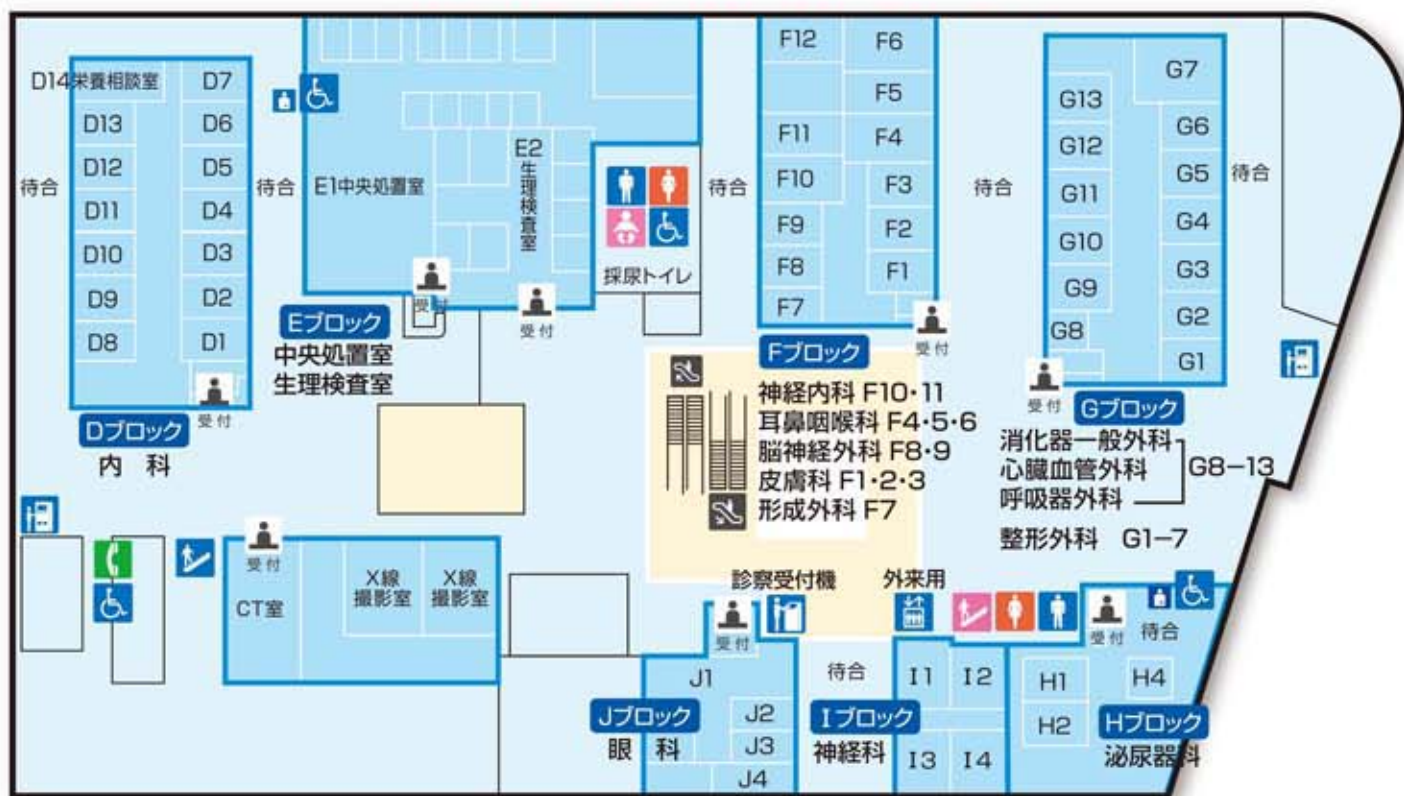 D14栄養相談室
D7
D13
D6
D12
D5
D11
D4
D10
D3
D9
D2
D8
D1
待合
待合
受付
Dブロック
内 科
E1中央処置室
E2生理検査室
受付
受付
Eブロック
中央処置室
生理検査室
採尿トイレ
待合
F12
F6
F5
F11
F4
F10
F3
F9
F2
F8
F1
F7
受付
Fブロック
神経内科 F10・11
耳鼻咽喉科 F4・5・6
脳神経外科 F8・9
皮膚科 F1・2・3
形成外科 F7
待合
G7
G13
G6
G12
G5
G11
G4
G10
G3
G9
G2
G8
G1
待合
受付
Gブロック
消化器一般外科
心臓血管外科
呼吸器外科
G8−13
整形外科 G1−7
受付
CT室
X線
撮影室
X線
撮影室
診察受付機
外来用
受付
J1
J2
J3
J4
Jブロック
眼 科
待合
Iブロック
神経科
I1
I2
I3
I4
受付
待合
H1
H4
H2
Hブロック
泌尿器科